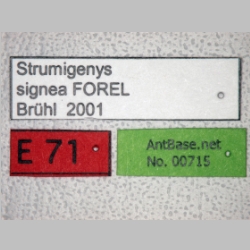 Strumigenys
signea FOREL
Brühl 2001
E 71
AntBase.net
No. 00715